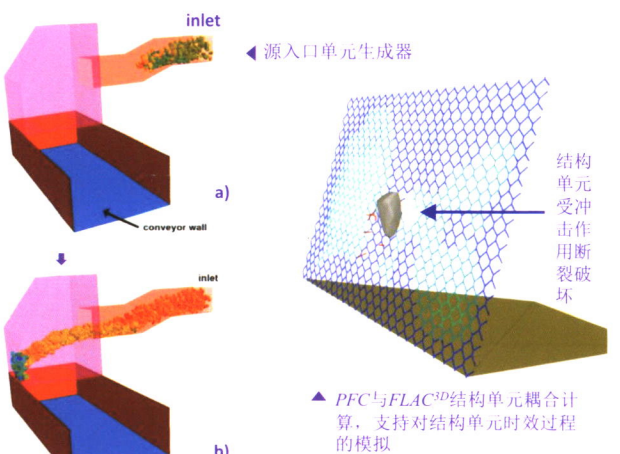 inlet
源入口单元生成器
a)
conveyor wall
inlet
b)
结构
单元
受冲
击作
用断
裂破
坏
PFC与FLAC3D结构单元耦合计
算，支持对结构单元时效过程
的模拟